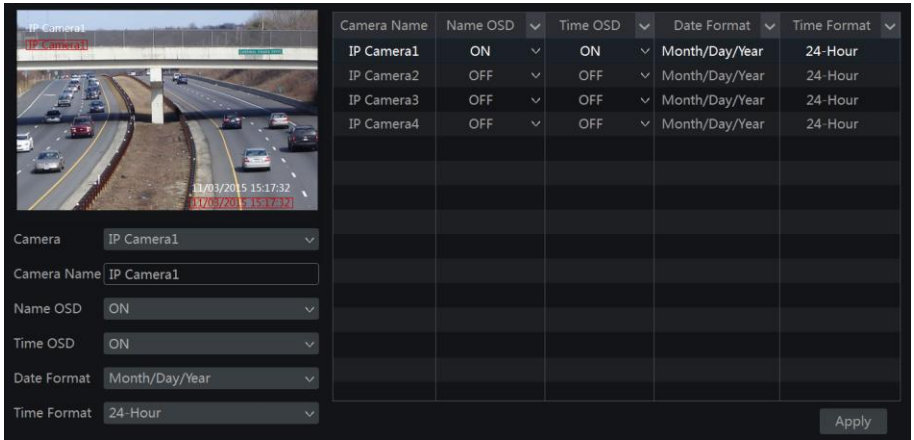 IP Camera1
IP Camera1
11/03/2015 15:17:32
11/03/2015 15:17:32
Camera IP Camera1
Camera Name IP Camera1
Name OSD ON
Time OSD ON
Date Format Month/Day/Year
Time Format 24-Hour
Camera Name Name OSD Time OSD Date Format Time Format
IP Camera1 ON ON Month/Day/Year 24-Hour
IP Camera2 OFF OFF Month/Day/Year 24-Hour
IP Camera3 OFF OFF Month/Day/Year 24-Hour
IP Camera4 OFF OFF Month/Day/Year 24-Hour
Apply